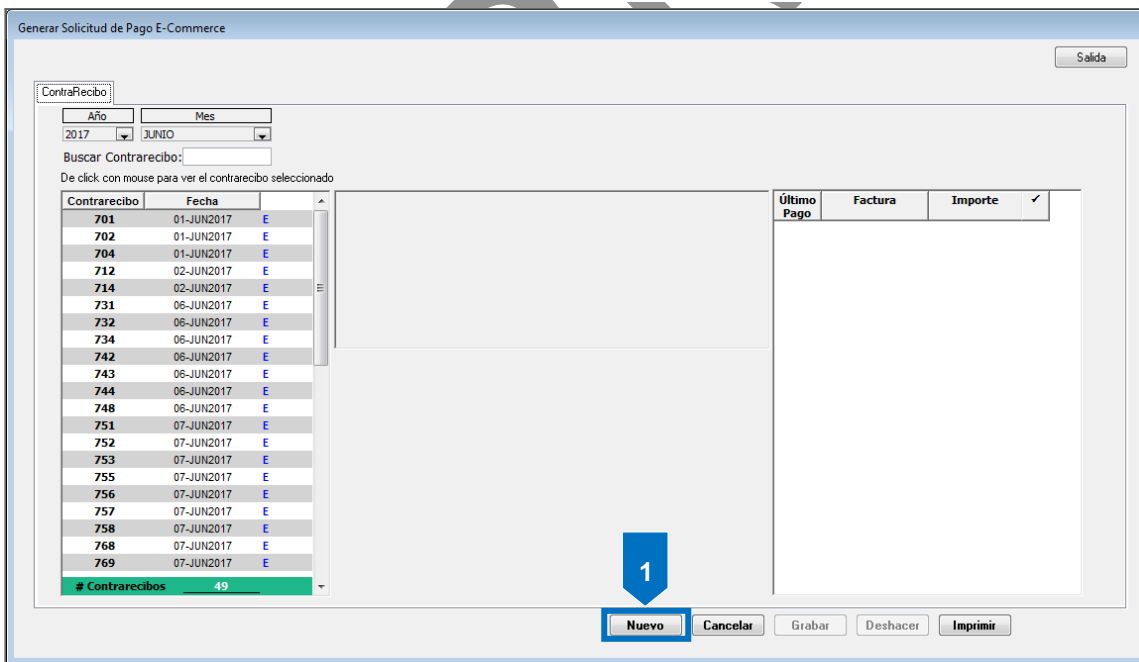 Generar Solicitud de Pago E-Commerce
Salida
ContraRecibo
Año Mes
2017 JUNIO
Buscar Contrarecibo:
De click con mouse para ver el contrarecibo seleccionado
Contrarecibo Fecha
701 01-JUN2017 E
702 01-JUN2017 E
704 01-JUN2017 E
712 02-JUN2017 E
714 02-JUN2017 E
731 06-JUN2017 E
732 06-JUN2017 E
734 06-JUN2017 E
742 06-JUN2017 E
743 06-JUN2017 E
744 06-JUN2017 E
748 06-JUN2017 E
751 07-JUN2017 E
752 07-JUN2017 E
753 07-JUN2017 E
755 07-JUN2017 E
756 07-JUN2017 E
757 07-JUN2017 E
758 07-JUN2017 E
768 07-JUN2017 E
769 07-JUN2017 E
# Contrarecibos 49
Último Factura Importe ✓
Pago
1
Nuevo Cancelar Grabar Deshacer Imprimir